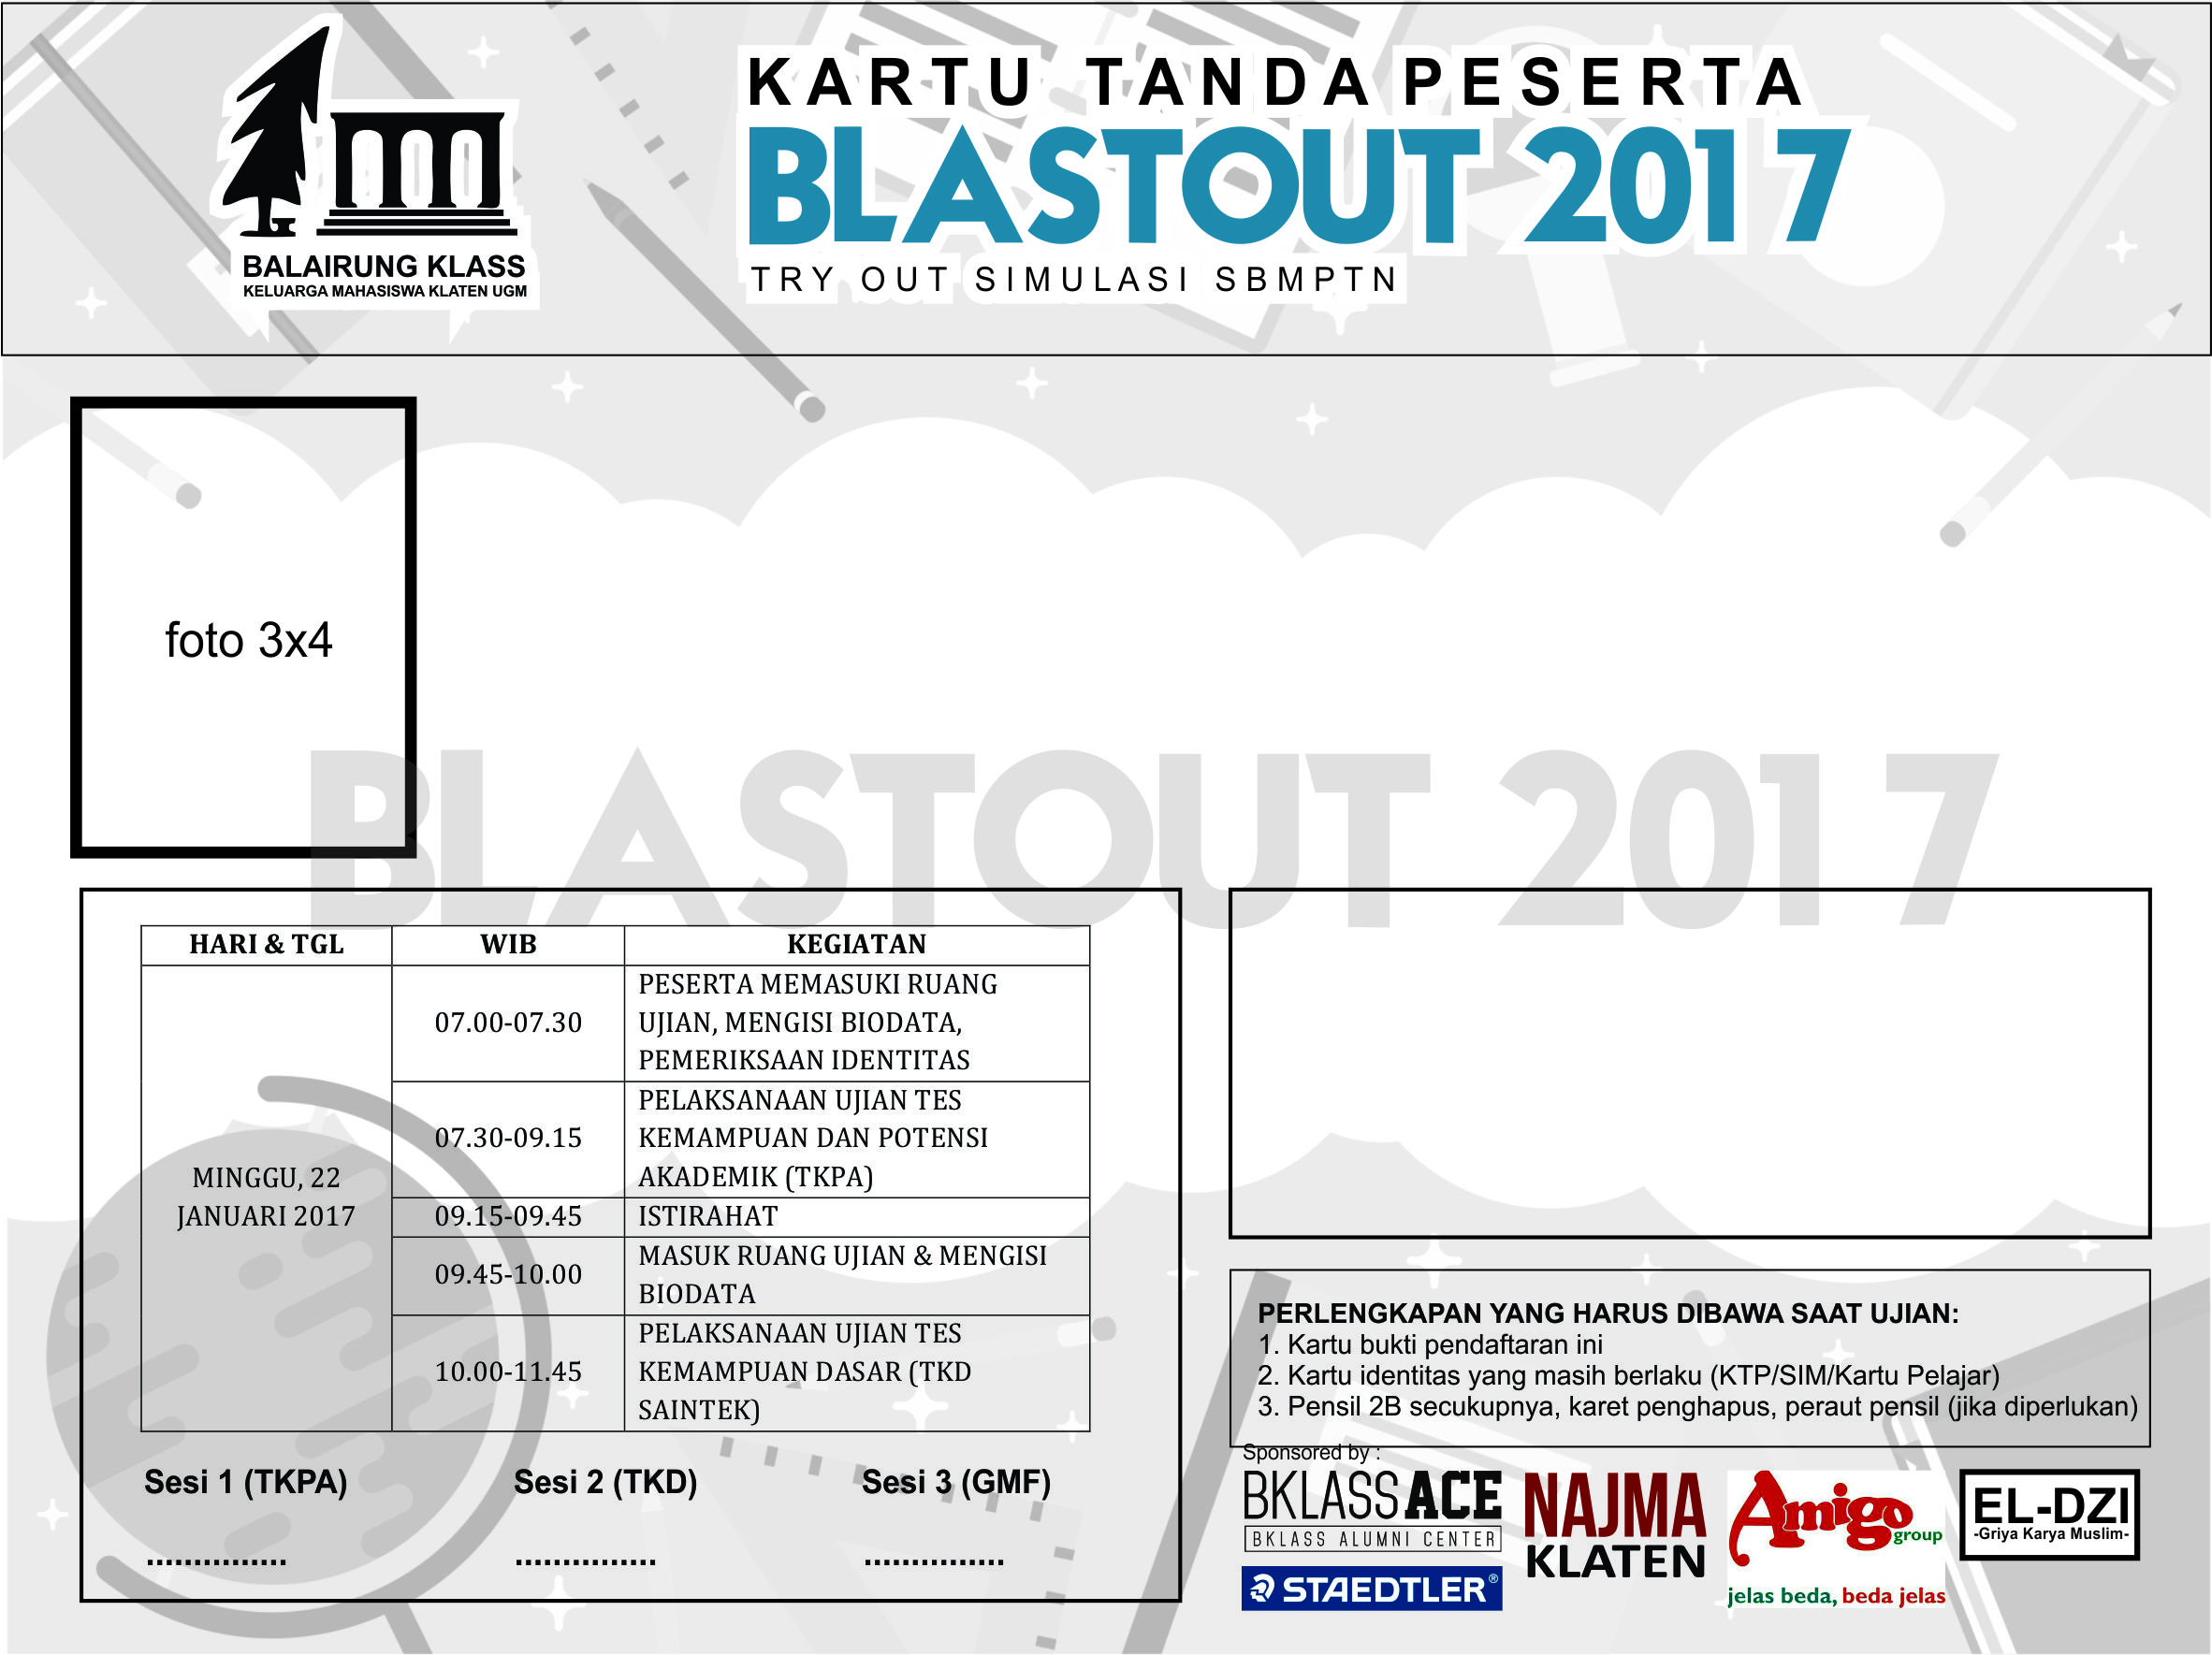 KARTU TANDA PESERTA
BLASTOUT 2017
TRY OUT SIMULASI SBMPTN
BALAIRUNG KLASS
KELUARGA MAHASISWA KLATEN UGM
foto 3x4
BLASTOUT 2017
HARI & TGL WIB KEGIATAN
MINGGU, 22
JANUARI 2017
07.00-07.30
PESERTA MEMASUKI RUANG
UJIAN, MENGISI BIODATA,
PEMERIKSAAN IDENTITAS
07.30-09.15
PELAKSANAAN UJIAN TES
KEMAMPUAN DAN POTENSI
AKADEMIK (TKPA)
09.15-09.45 ISTIRAHAT
09.45-10.00
MASUK RUANG UJIAN & MENGISI
BIODATA
10.00-11.45
PELAKSANAAN UJIAN TES
KEMAMPUAN DASAR (TKD
SAINTEK)
Sesi 1 (TKPA) Sesi 2 (TKD) Sesi 3 (GMF)
............... ............... ...............
PERLENGKAPAN YANG HARUS DIBAWA SAAT UJIAN:
1. Kartu bukti pendaftaran ini
2. Kartu identitas yang masih berlaku (KTP/SIM/Kartu Pelajar)
3. Pensil 2B secukupnya, karet penghapus, peraut pensil (jika diperlukan)
Sponsored by :
BKLASS ACE
BKLASS ALUMNI CENTER
STAEDTLER®
NAJMA
KLATEN
Amigo
group
jelas beda, beda jelas
EL-DZI
-Griya Karya Muslim-